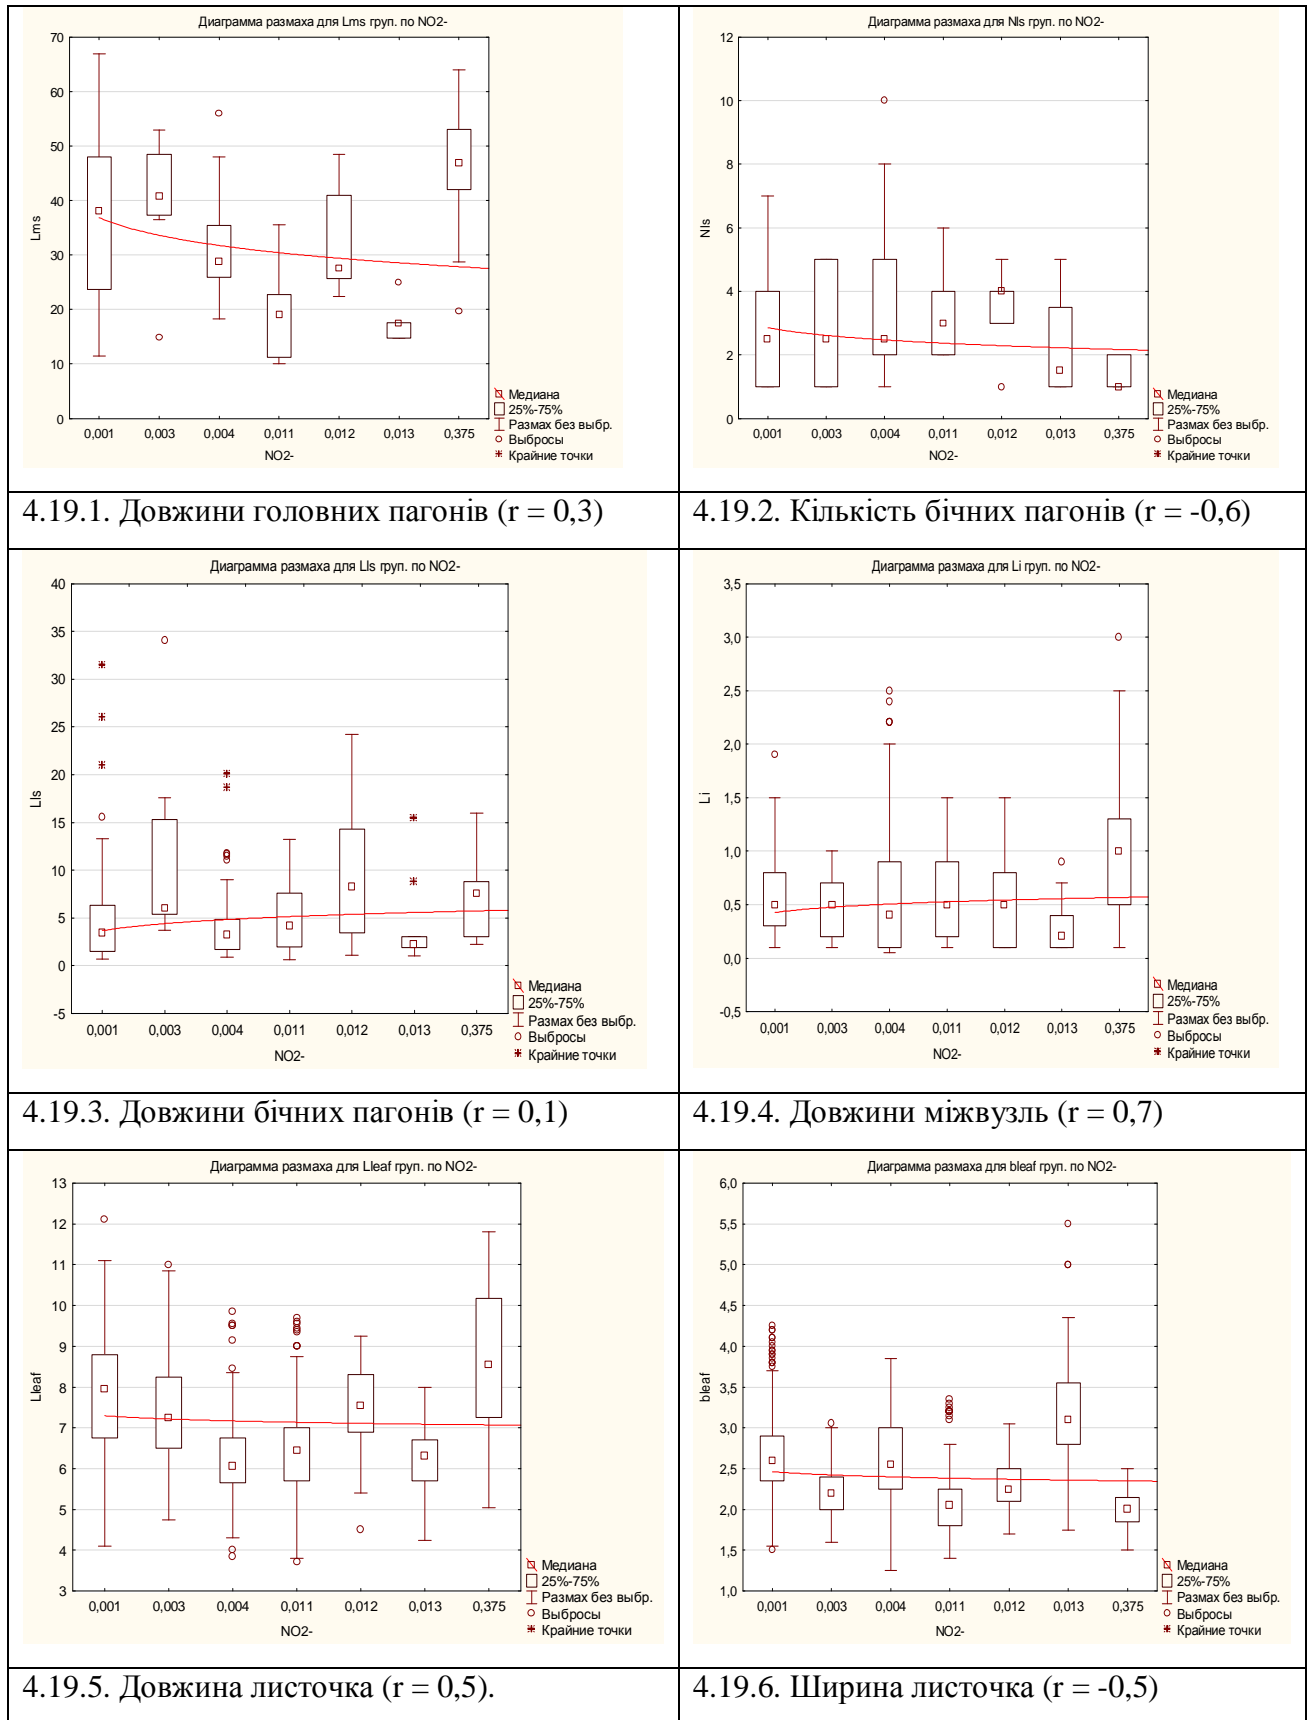 Диаграмма размаха для Lms груп. по NO2-
70
60
50
40
30
20
10
0
Lms
0,001 0,003 0,004 0,011 0,012 0,013 0,375
NO2-
Медиана
25%-75%
Размах без выбр.
Выбросы
Крайние точки
Диаграмма размаха для Nls груп. по NO2-
12
10
8
6
4
2
0
Nls
0,001 0,003 0,004 0,011 0,012 0,013 0,375
NO2-
Медиана
25%-75%
Размах без выбр.
Выбросы
Крайние точки
4.19.1. Довжини головних пагонів (r = 0,3)
4.19.2. Кількість бічних пагонів (r = -0,6)
Диаграмма размаха для Lls груп. по NO2-
40
35
30
25
20
15
10
5
0
-5
Lls
0,001 0,003 0,004 0,011 0,012 0,013 0,375
NO2-
Медиана
25%-75%
Размах без выбр.
Выбросы
Крайние точки
Диаграмма размаха для Li груп. по NO2-
3,5
3,0
2,5
2,0
1,5
1,0
0,5
0,0
-0,5
Li
0,001 0,003 0,004 0,011 0,012 0,013 0,375
NO2-
Медиана
25%-75%
Размах без выбр.
Выбросы
Крайние точки
4.19.3. Довжини бічних пагонів (r = 0,1)
4.19.4. Довжини міжвузль (r = 0,7)
Диаграмма размаха для Lleaf груп. по NO2-
13
12
11
10
9
8
7
6
5
4
3
Lleaf
0,001 0,003 0,004 0,011 0,012 0,013 0,375
NO2-
Медиана
25%-75%
Размах без выбр.
Выбросы
Крайние точки
Диаграмма размаха для bleaf груп. по NO2-
6,0
5,5
5,0
4,5
4,0
3,5
3,0
2,5
2,0
1,5
1,0
bleaf
0,001 0,003 0,004 0,011 0,012 0,013 0,375
NO2-
Медиана
25%-75%
Размах без выбр.
Выбросы
Крайние точки
4.19.5. Довжина листочка (r = 0,5).
4.19.6. Ширина листочка (r = -0,5)